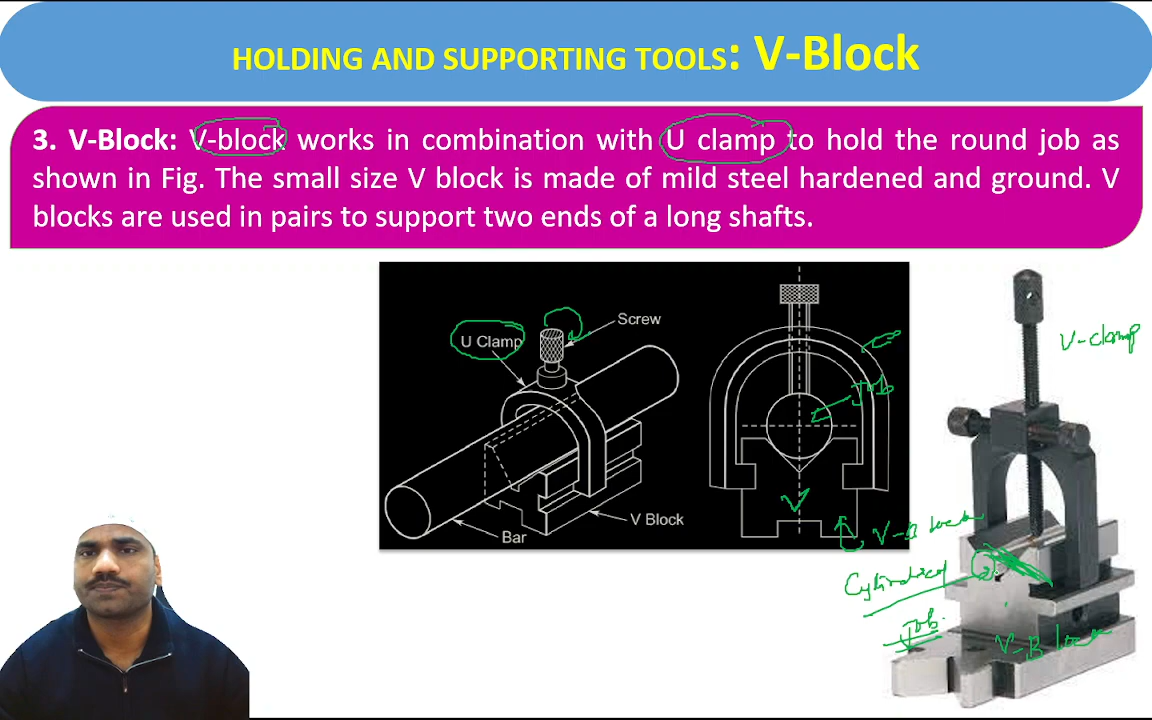 HOLDING AND SUPPORTING TOOLS: V-Block
3. V-Block: V-block works in combination with U clamp to hold the round job as
shown in Fig. The small size V block is made of mild steel hardened and ground. V
blocks are used in pairs to support two ends of a long shafts.
U Clamp
Screw
V Block
Bar
Job
V
V-Block
V-clamp
Cylindrical
Job
V-Block